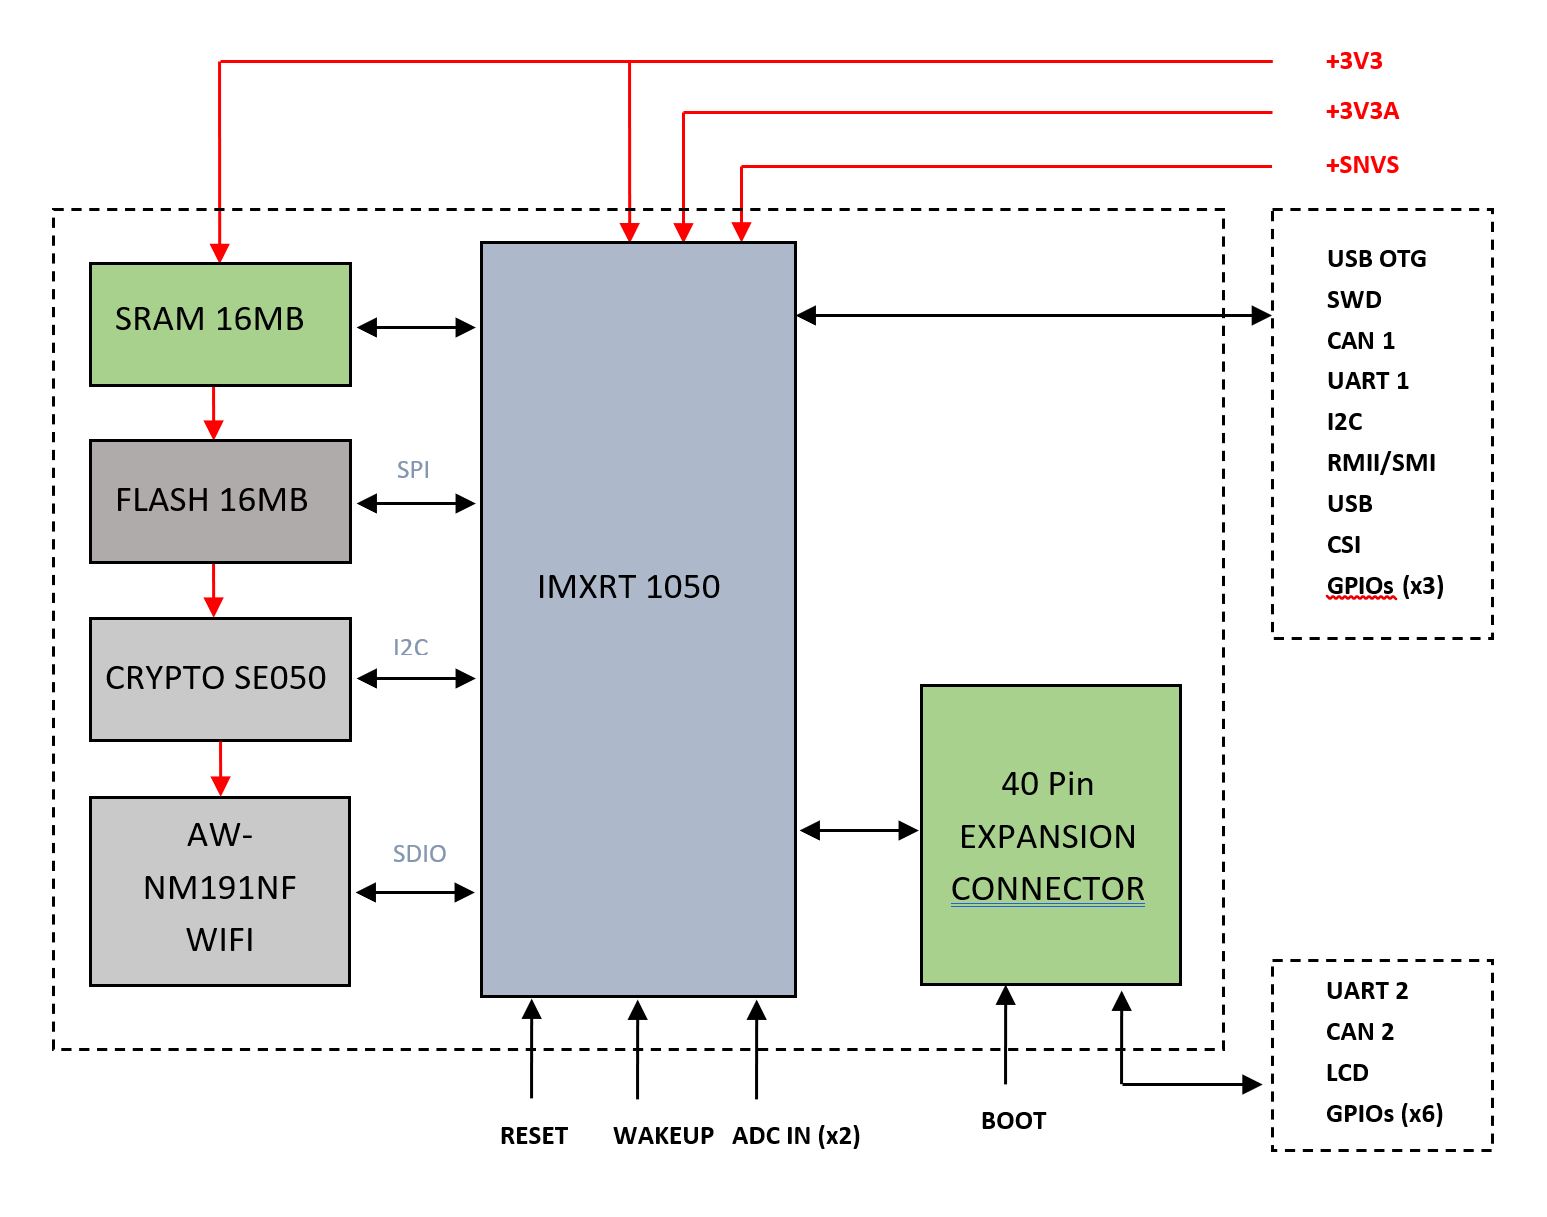 +3V3
+3V3A
+SNVS
SRAM 16MB
FLASH 16MB
CRYPTO SE050
AW-
NM191NF
WIFI
SPI
I2C
SDIO
IMXRT 1050
40 Pin
EXPANSION
CONNECTOR
USB OTG
SWD
CAN 1
UART 1
I2C
RMII/SMI
USB
CSI
GPIOs (x3)
UART 2
CAN 2
LCD
GPIOs (x6)
RESET
WAKEUP
ADC IN (x2)
BOOT